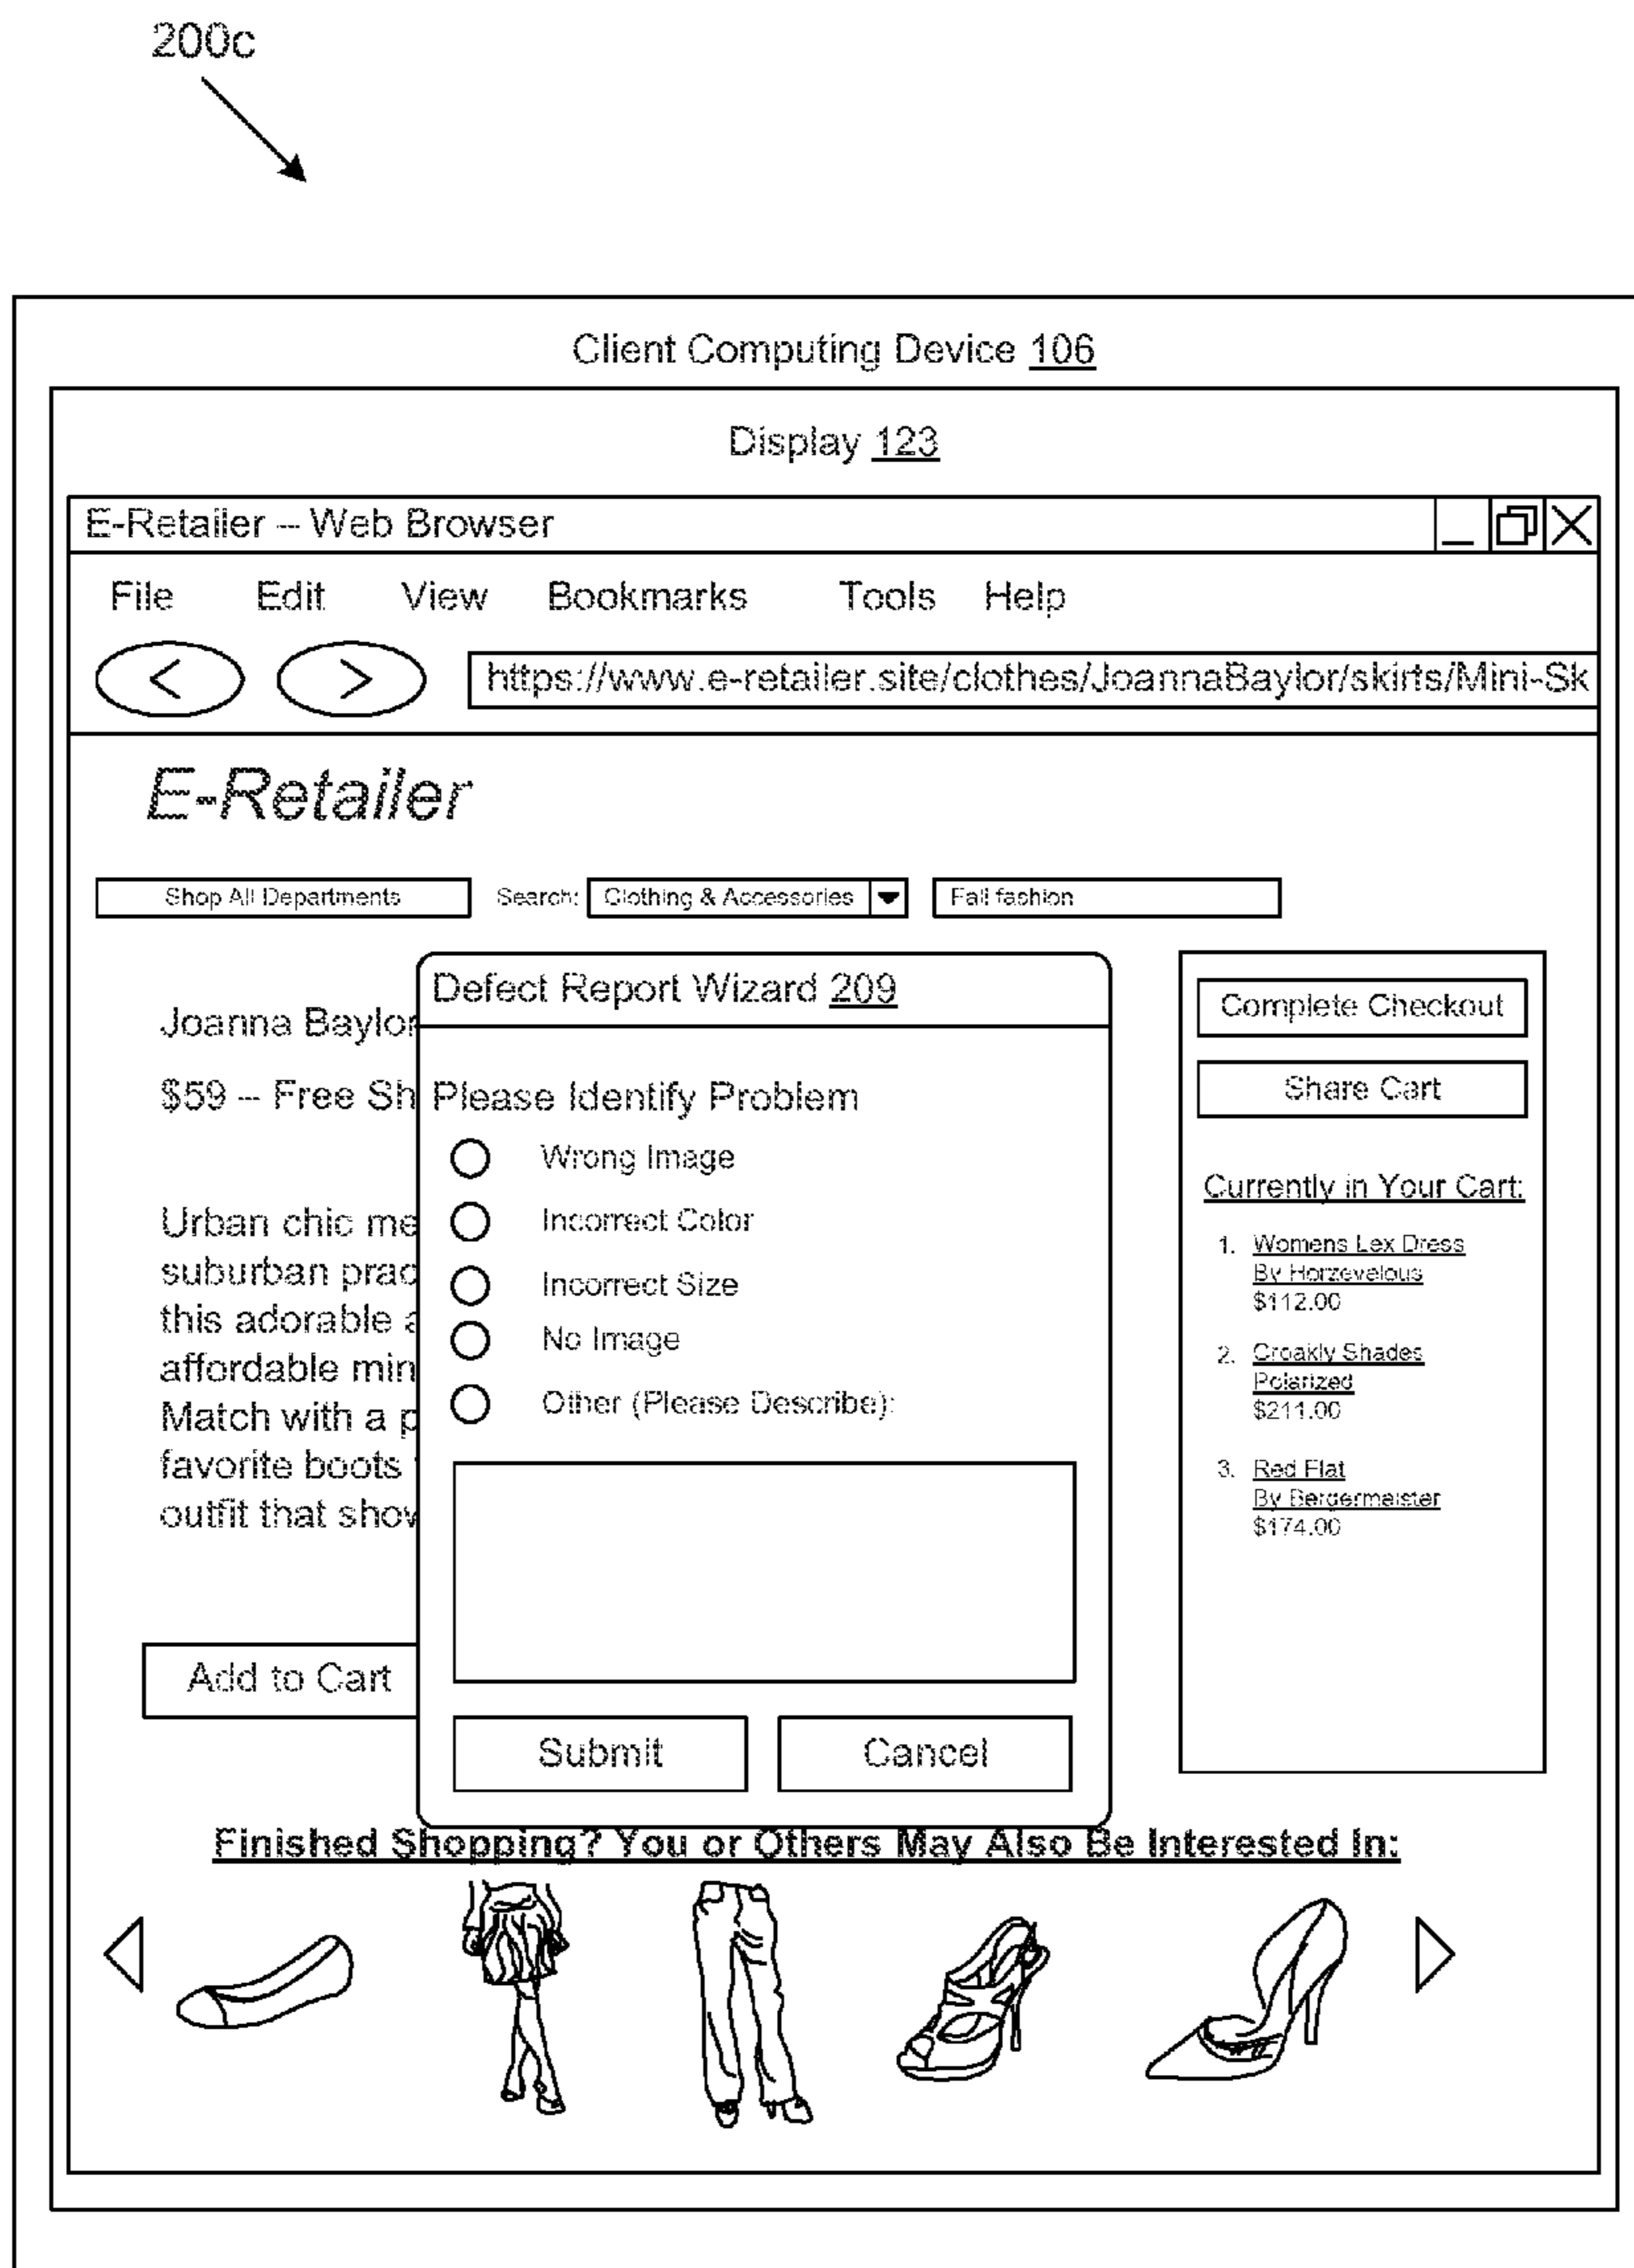 200c
Client Computing Device 106
Display 123
E-Retailer – Web Browser
File Edit View Bookmarks Tools Help
< >
https://www.e-retailer.site/clothes/JoannaBaylor/skirts/Mini-Sk
E-Retailer
Shop All Departments Search: Clothing & Accessories Fall fashion
Joanna Baylor
$59 – Free Sh
Urban chic me
suburban prac
this adorable a
affordable min
Match with a p
favorite boots
outfit that show
Add to Cart
Defect Report Wizard 209
Please Identify Problem
Wrong Image
Incorrect Color
Incorrect Size
No Image
Other (Please Describe):
Submit Cancel
Complete Checkout
Share Cart
Currently in Your Cart:
1. Womens Lex Dress
By Horzevelous
$112.00
2. Croakly Shades
Polarized
$211.00
3. Red Flat
By Bergermeister
$174.00
Finished Shopping? You or Others May Also Be Interested In: